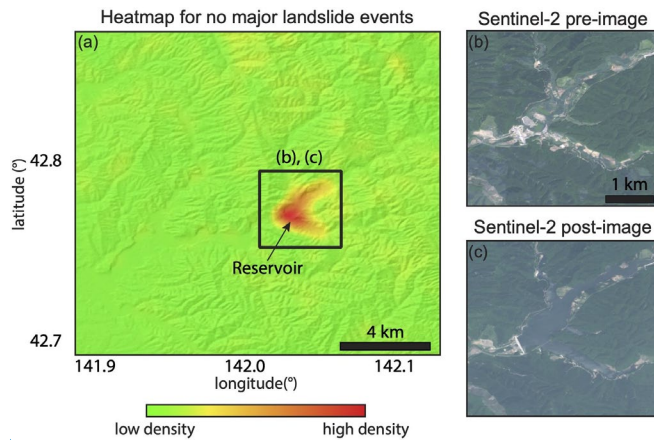 Heatmap for no major landslide events
(a)
42.8
latitude (°)
42.7
(b), (c)
Reservoir
4 km
141.9 142.0 142.1
longitude(°)
low density high density
Sentinel-2 pre-image
(b)
1 km
Sentinel-2 post-image
(c)